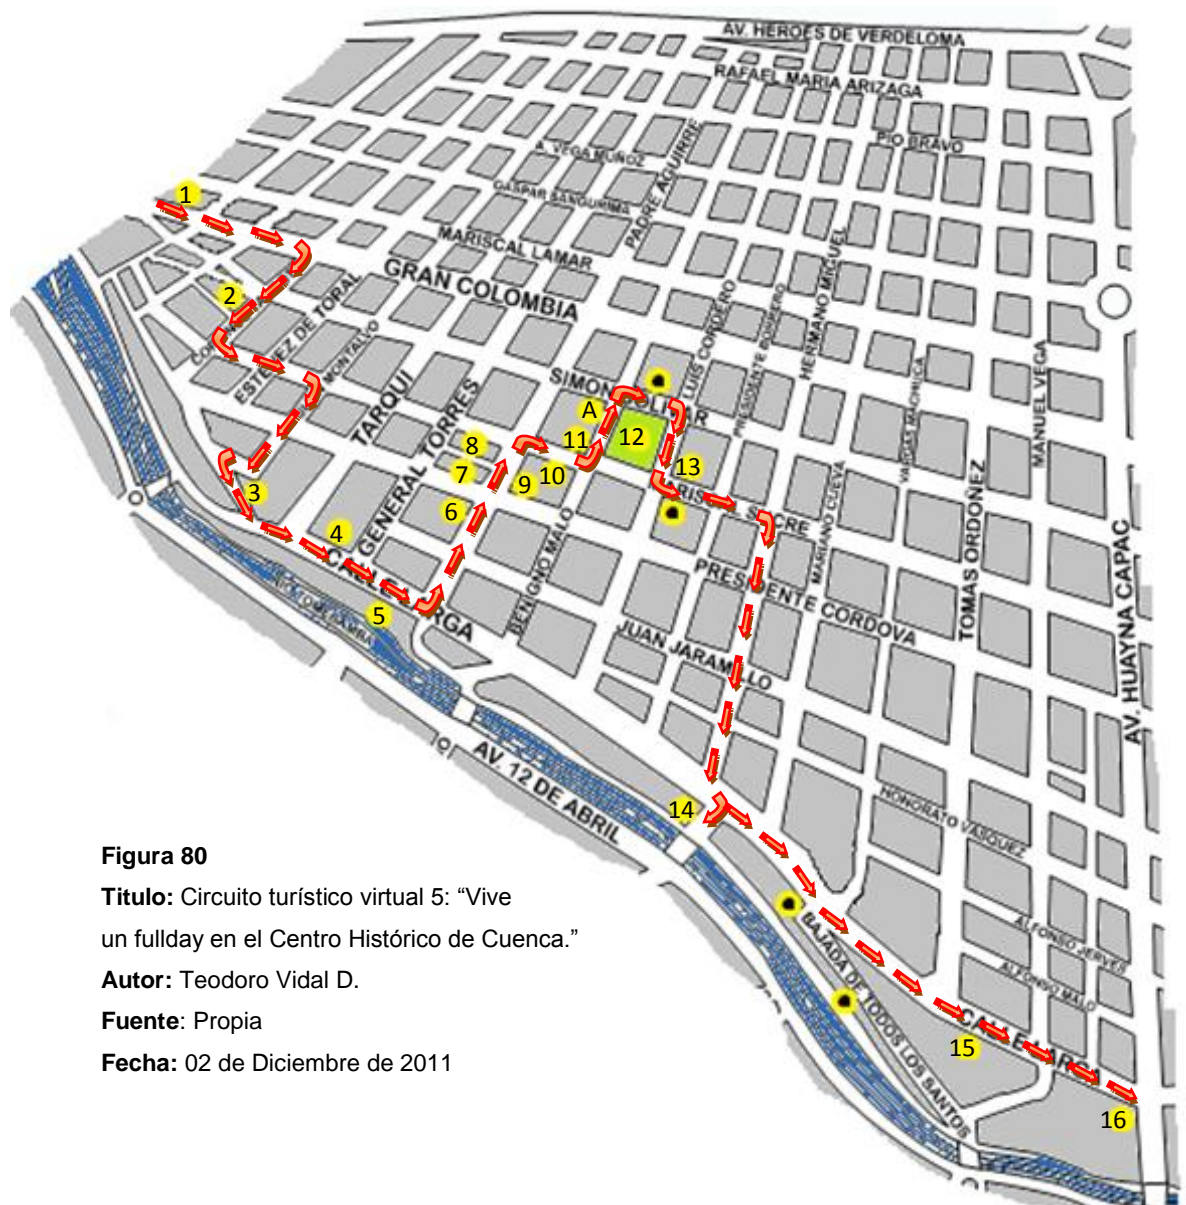 AV. HEROES DE VERDELOMA
RAFAEL MARIA ARIZAGA
PIO BRAVO
A. VEGA MUÑOZ
GASPAR SANGURIMA
PADRE AGUIRRE
MARISCAL LAMAR
GRAN COLOMBIA
HERMANO MIGUEL
LUIS CORDERO
PRESIDENTE BORRERO
ESTEVEZ DE TORAL
MONTALVO
TARQUI
GENERAL TORRES
SIMON BOLIVAR
VARGAS MACHUCA
MANUEL VEGA
MARIANO CUEVA
TOMAS ORDOÑEZ
AV. HUAYNA CAPAC
MARISCAL SUCRE
BENIGNO MALO
PRESIDENTE CORDOVA
JUAN JARAMILLO
CALLE LARGA
AV. 12 DE ABRIL
HONORATO VASQUEZ
ALFONSO JERVES
ALFONSO MALO
BAJADA DE TODOS LOS SANTOS
CALLE LARGA
1
2
3
4
5
6
7
8
9
10
11
A
12
13
14
15
16
Figura 80
Titulo: Circuito turístico virtual 5: “Vive
un fullday en el Centro Histórico de Cuenca.”
Autor: Teodoro Vidal D.
Fuente: Propia
Fecha: 02 de Diciembre de 2011